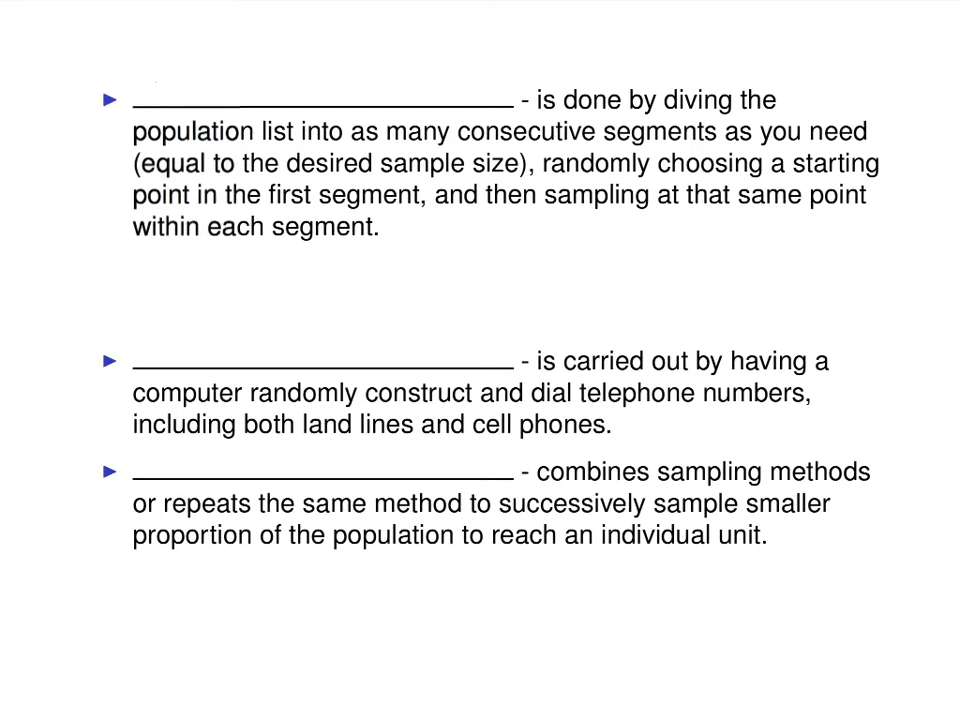 ► ____________________________ - is done by diving the
population list into as many consecutive segments as you need
(equal to the desired sample size), randomly choosing a starting
point in the first segment, and then sampling at that same point
within each segment.
► ____________________________ - is carried out by having a
computer randomly construct and dial telephone numbers,
including both land lines and cell phones.
► ____________________________ - combines sampling methods
or repeats the same method to successively sample smaller
proportion of the population to reach an individual unit.